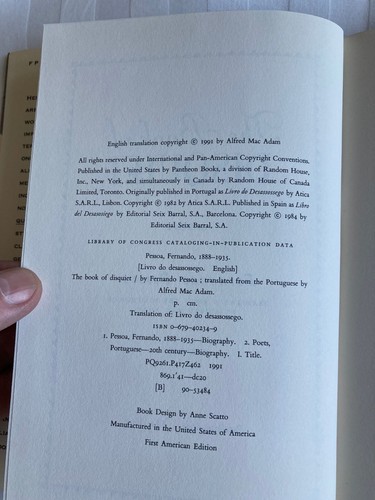 English translation copyright © 1991 by Alfred Mac Adam
All rights reserved under International and Pan-American Copyright Conventions.
Published in the United States by Pantheon Books, a division of Random House,
Inc., New York, and simultaneously in Canada by Random House of Canada
Limited, Toronto. Originally published in Portugal as Livro do Desassossego by Atica
S.A.R.L., Lisbon. Copyright © 1982 by Atica S.A.R.L. Published in Spain as Libro
del Desasosiego by Editorial Seix Barral, S.A., Barcelona. Copyright © 1984 by
Editorial Seix Barral, S.A.
LIBRARY OF CONGRESS CATALOGING-IN-PUBLICATION DATA
Pessoa, Fernando, 1888-1935.
[Livro do desassossego. English]
The book of disquiet / by Fernando Pessoa ; translated from the Portuguese by
Alfred Mac Adam.
p. cm.
Translation of: Livro do desassossego.
ISBN 0-679-40234-9
1. Pessoa, Fernando, 1888-1935—Biography. 2. Poets,
Portuguese—20th century—Biography. I. Title.
PQ9261.P417Z462 1991
869.1'41—dc20
[B] 90-53484
Book Design by Anne Scatto
Manufactured in the United States of America
First American Edition